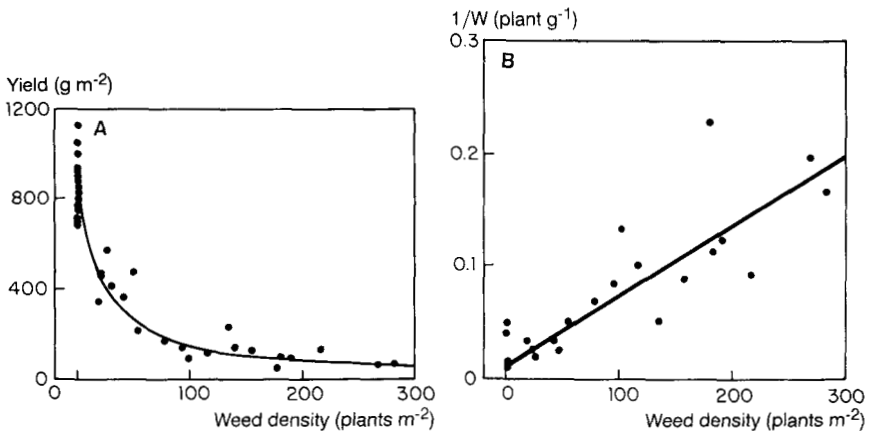 Yield (g m⁻²)
1200
800
400
0
A
0
100
200
300
Weed density (plants m⁻²)
1/W (plant g⁻¹)
0.3
0.2
0.1
0
B
0
100
200
300
Weed density (plants m⁻²)